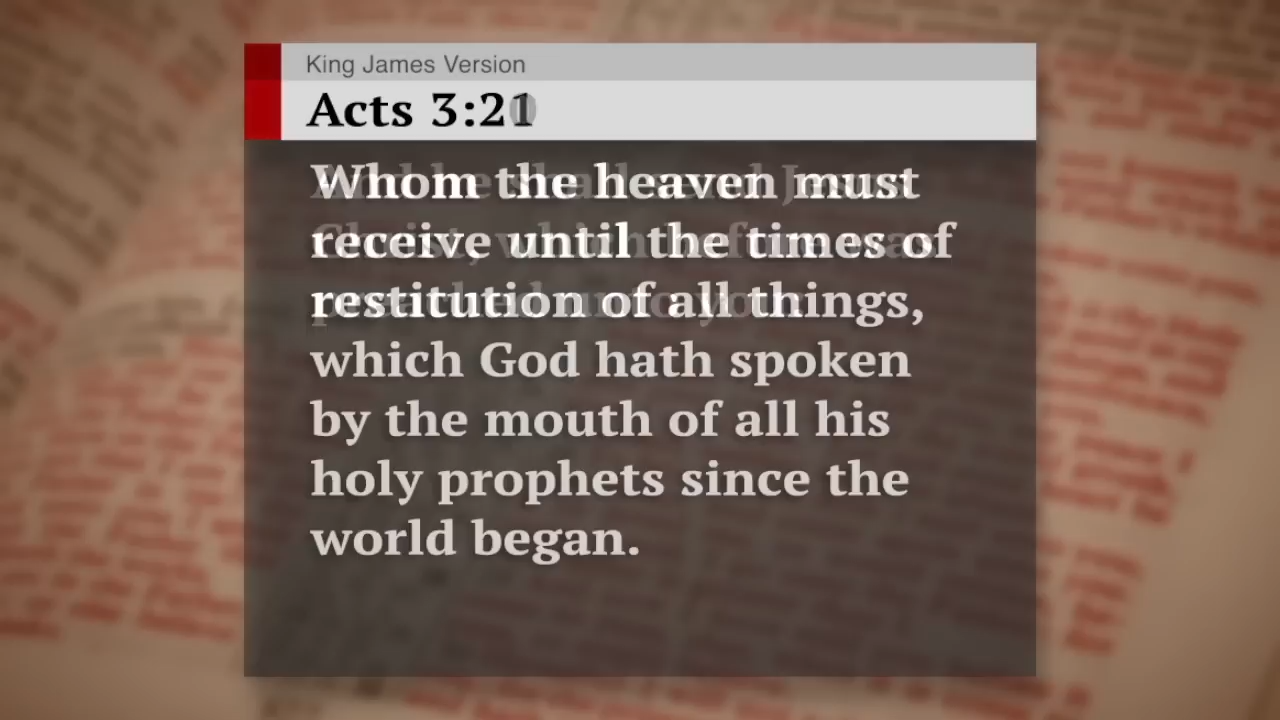 King James Version
Acts 3:21
Whom the heaven must
receive, until the times of
restitution of all things,
which God hath spoken
by the mouth of all his
holy prophets since the
world began.